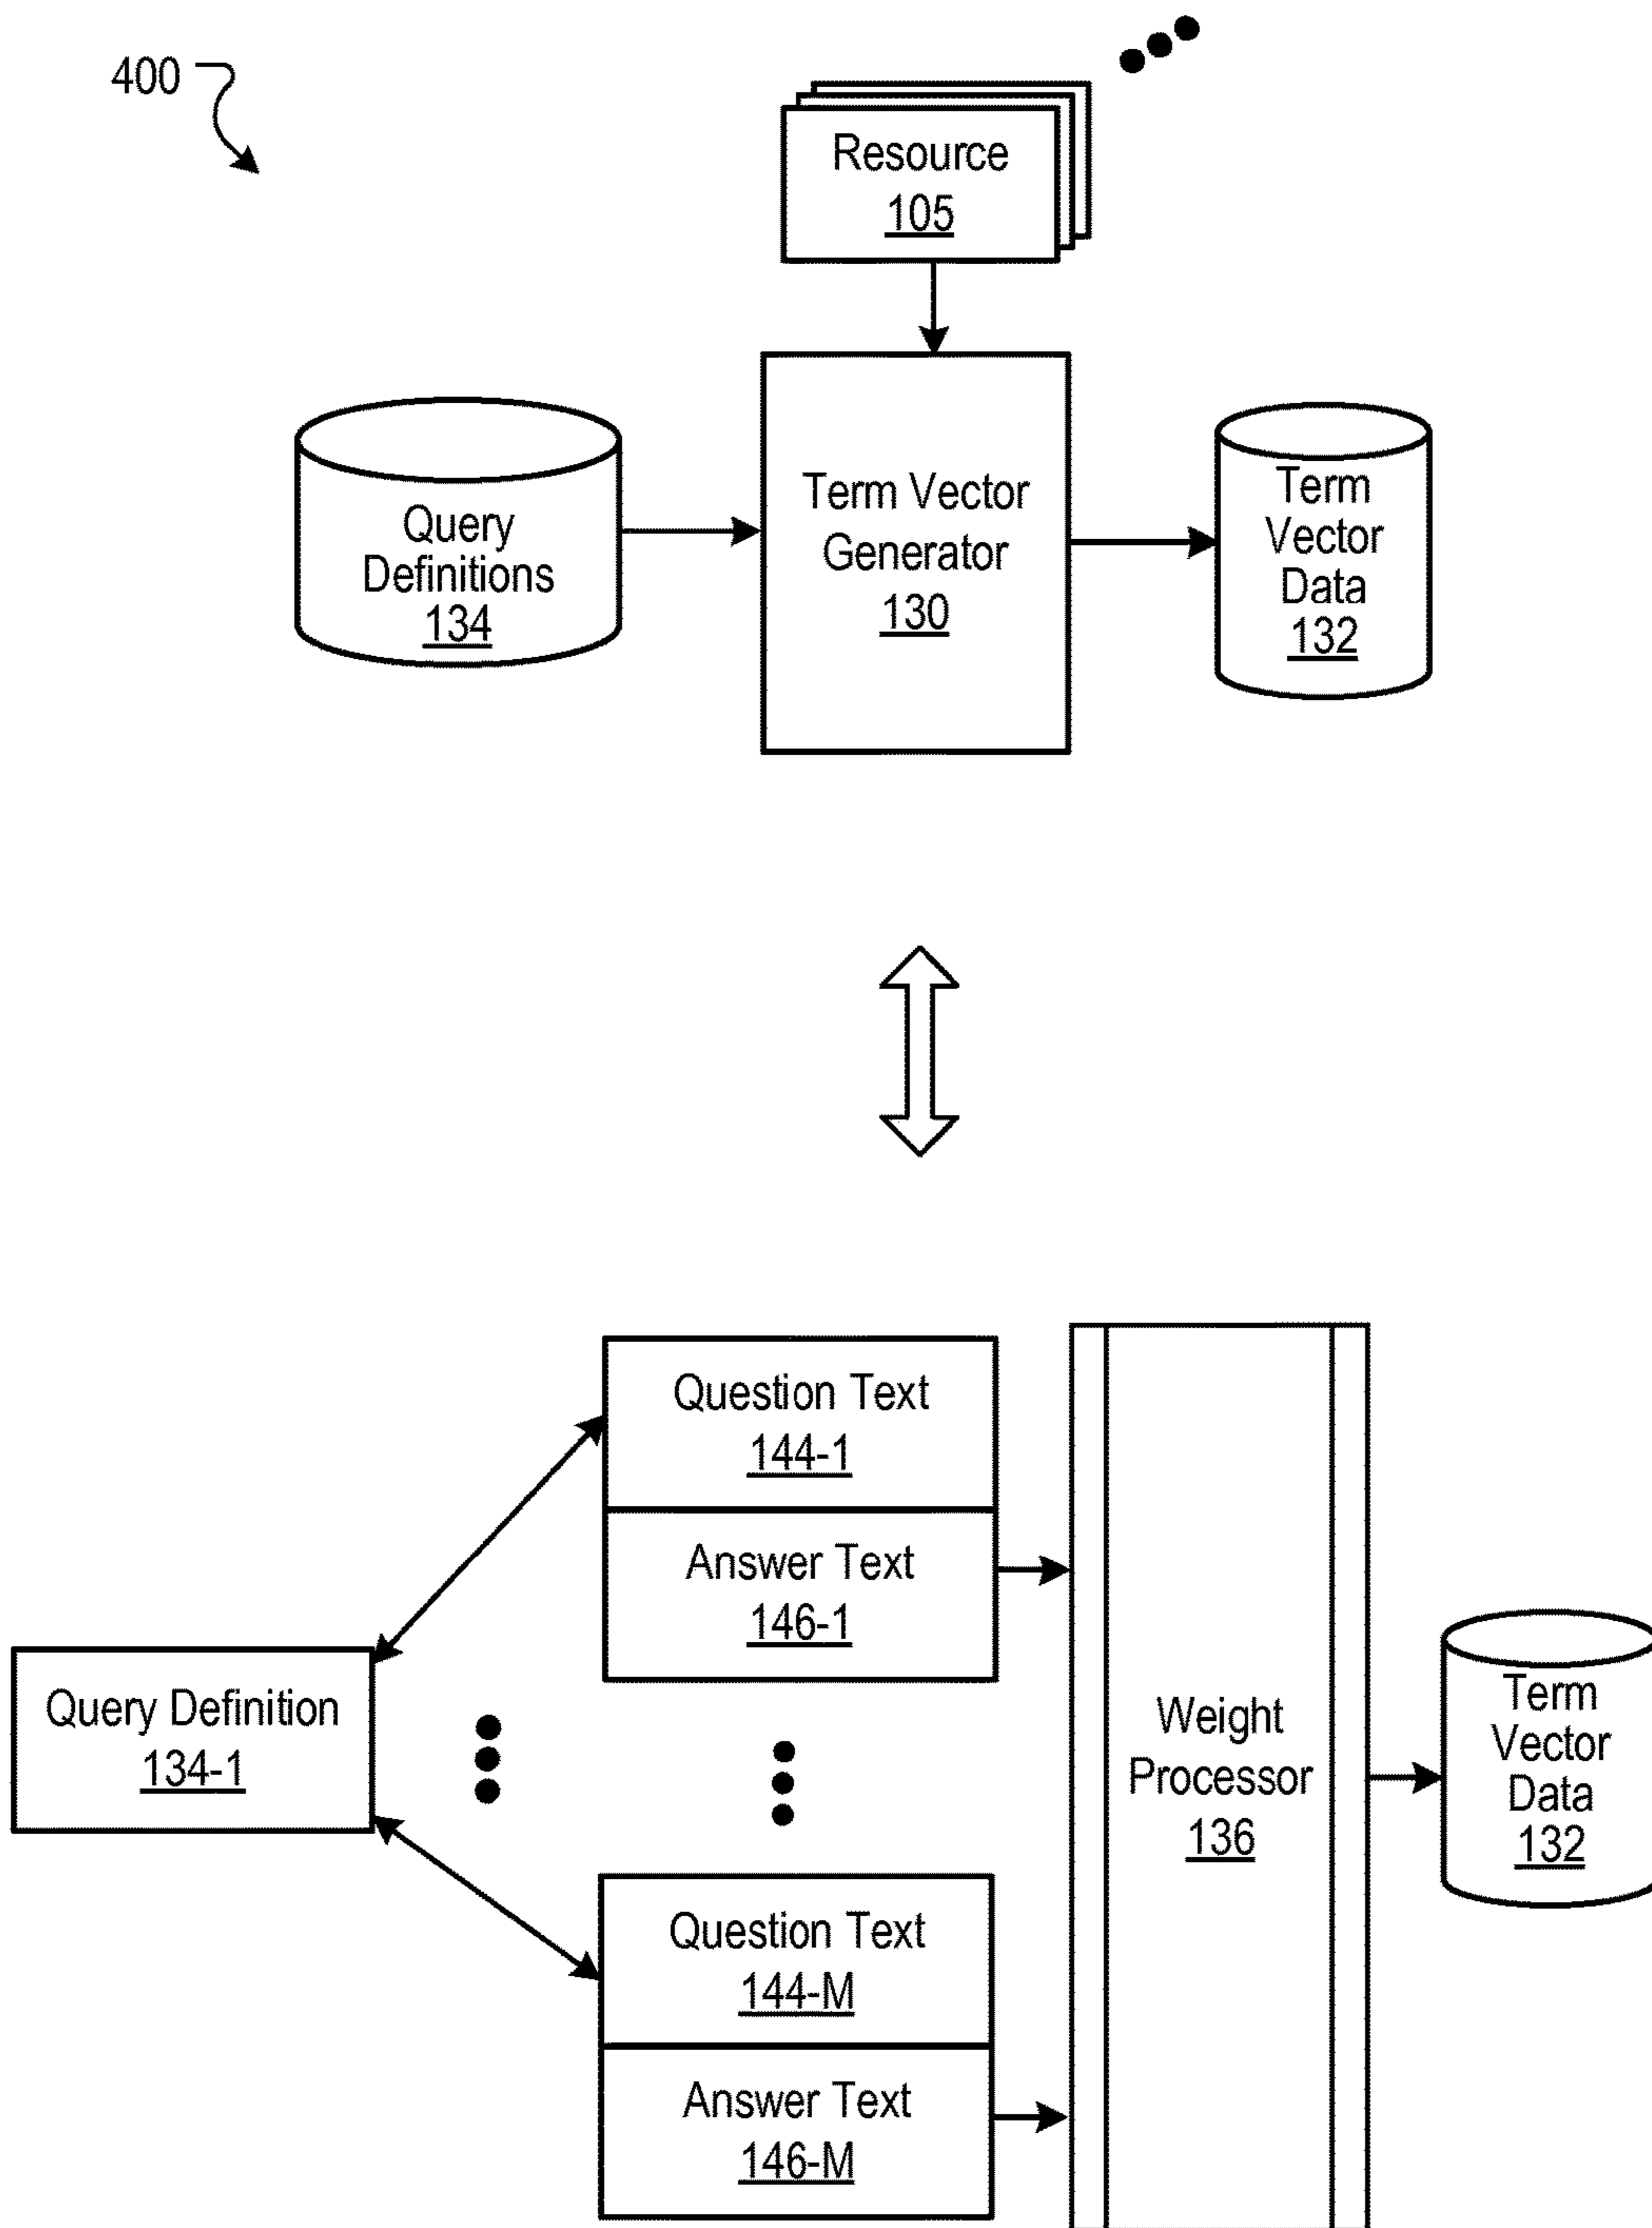 400
Resource
105
Query
Definitions
134
Term Vector
Generator
130
Term
Vector
Data
132
Question Text
144-1
Answer Text
146-1
Query Definition
134-1
Question Text
144-M
Answer Text
146-M
Weight
Processor
136
Term
Vector
Data
132